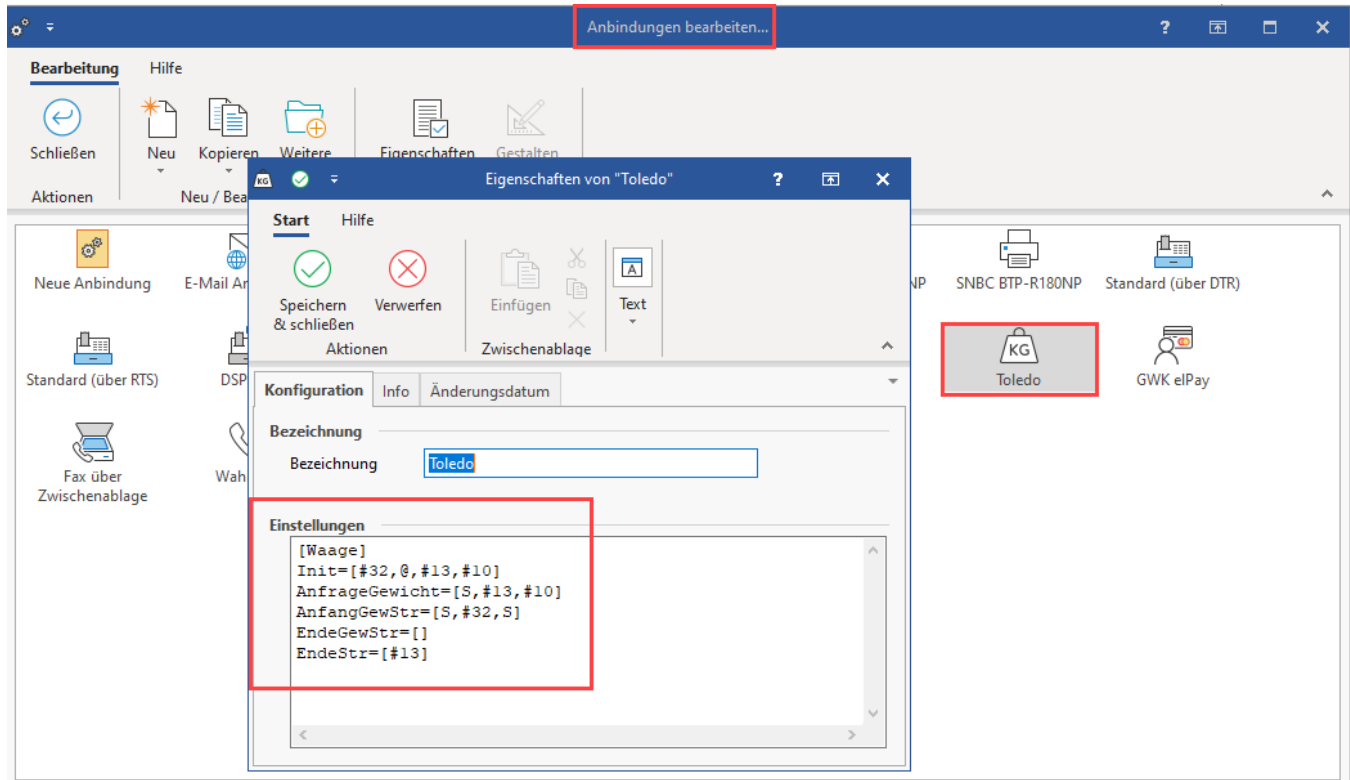 Anbindungen bearbeiten...
?
Bearbeitung Hilfe
Schließen Neu Kopieren Weitere Eigenschaften Gestalten
Aktionen Neu / Bea
Neue Anbindung E-Mail An NP SNBC BTP-R180NP Standard (über DTR)
Standard (über RTS) DSP Toledo GWK elPay
KG
Fax über
Zwischenablage
Wah
KG
Eigenschaften von "Toledo"
?
Start Hilfe
Speichern
& schließen
Verwerfen Einfügen Text
A
Aktionen Zwischenablage
Konfiguration Info Änderungsdatum
Bezeichnung
Bezeichnung Toledo
Einstellungen
[Waage]
Init=[#32,@,#13,#10]
AnfrageGewicht=[S,#13,#10]
AnfangGewStr=[S,#32,S]
EndeGewStr=[]
EndeStr=[#13]